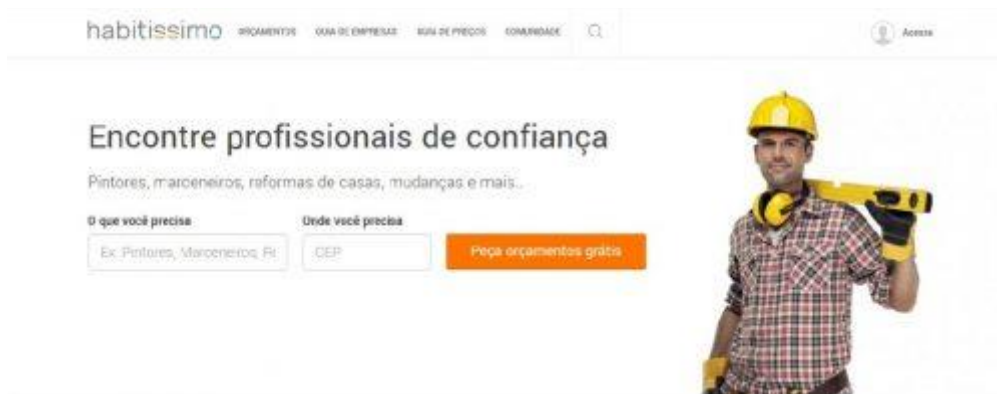 habitissimo ORÇAMENTOS GUIA DE EMPRESAS GUIA DE PREÇOS COMUNIDADE Acesse
Encontre profissionais de confiança
Pintores, marceneiros, reformas de casas, mudanças e mais...
O que você precisa Onde você precisa
Ex: Pintores, Marceneiros, Re CEP Peça orçamentos grátis